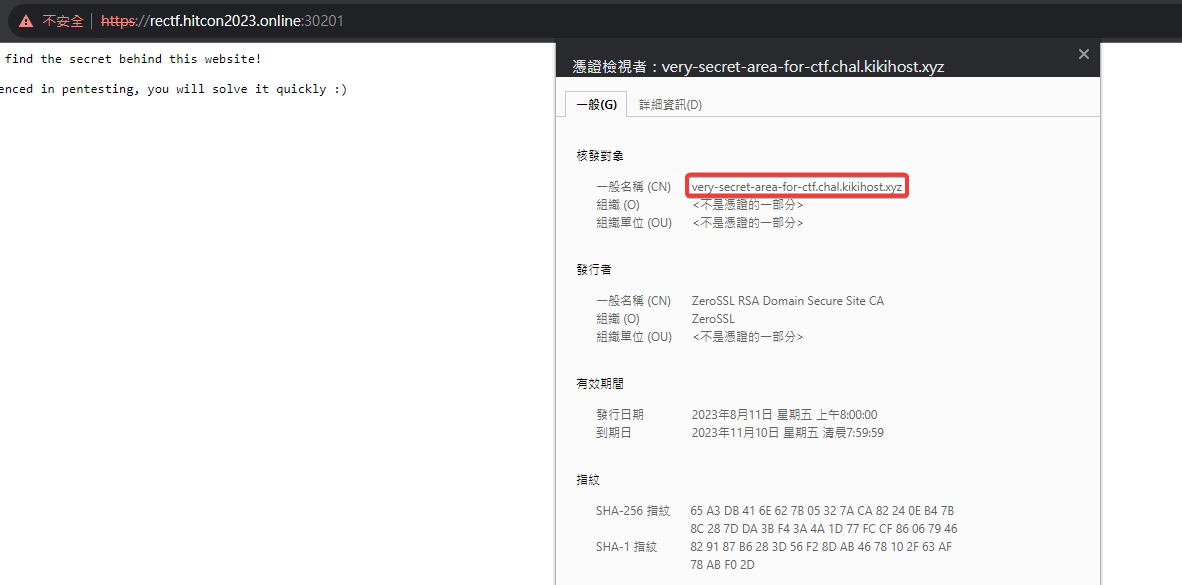 不安全 https://rectf.hitcon2023.online:30201
find the secret behind this website!
enced in pentesting, you will solve it quickly :)
憑證檢視者：very-secret-area-for-ctf.chal.kikihost.xyz
一般(G) 詳細資訊(D)
核發對象
一般名稱 (CN) very-secret-area-for-ctf.chal.kikihost.xyz
組織 (O) <不是憑證的一部分>
組織單位 (OU) <不是憑證的一部分>
發行者
一般名稱 (CN) ZeroSSL RSA Domain Secure Site CA
組織 (O) ZeroSSL
組織單位 (OU) <不是憑證的一部分>
有效期間
發行日期 2023年8月11日 星期五 上午8:00:00
到期日 2023年11月10日 星期五 清晨7:59:59
指紋
SHA-256 指紋 65 A3 DB 41 6E 62 7B 05 32 7A CA 82 24 0E B4 7B
8C 28 7D DA 3B F4 3A 4A 1D 77 FC CF 86 06 79 46
SHA-1 指紋 82 91 87 B6 28 3D 56 F2 8D AB 46 78 10 2F 63 AF
78 AB F0 2D